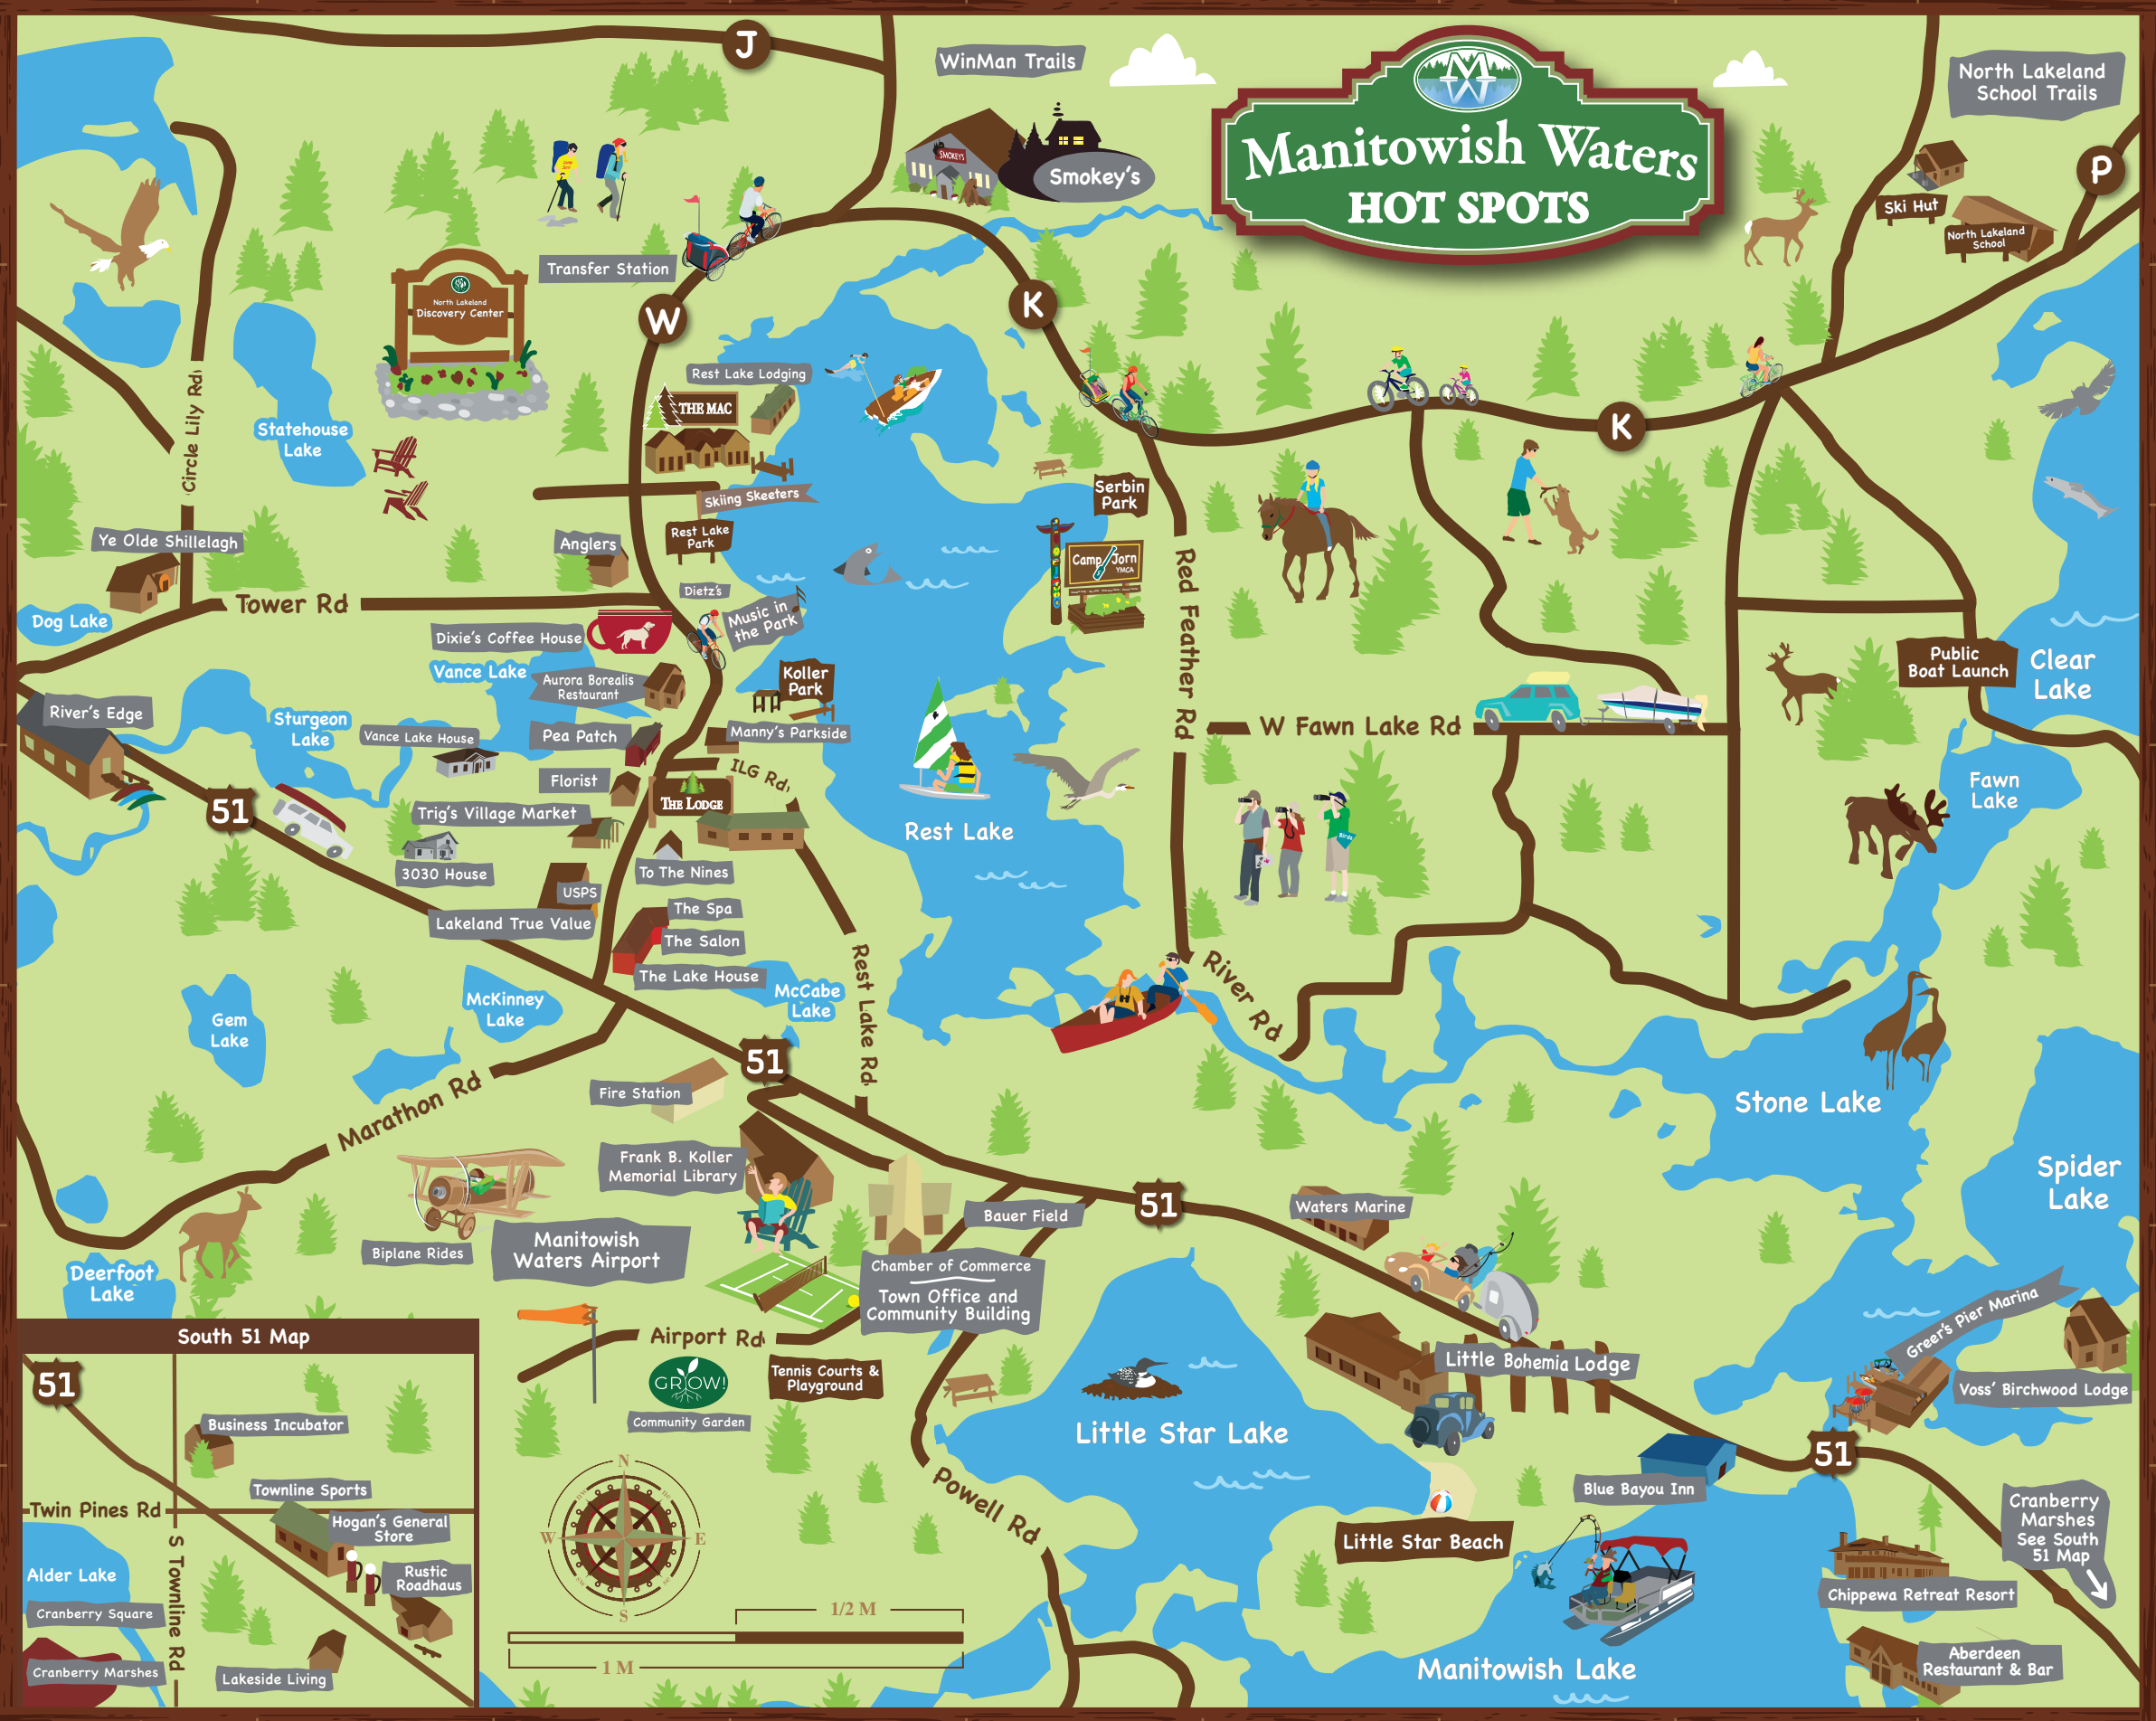 J
WinMan Trails
SMOKEY'S
Smokey's
MW
Manitowish Waters
HOT SPOTS
North Lakeland
School Trails
P
Ski Hut
North Lakeland
School
Transfer Station
North Lakeland
Discovery Center
W
K
K
Circle Lily Rd
Statehouse
Lake
Rest Lake Lodging
THE MAC
Skiing Skeeters
Rest Lake
Park
Serbin
Park
Camp Jorn
YMCA
Ye Olde Shillelagh
Anglers
Tower Rd
Dog Lake
Dietz's
Music in
the Park
Dixie's Coffee House
Vance Lake
Aurora Borealis
Restaurant
Koller
Park
Red Feather Rd
Public
Boat Launch
Clear
Lake
River's Edge
Sturgeon
Lake
Vance Lake House
Pea Patch
Manny's Parkside
W Fawn Lake Rd
Florist
ILG Rd
THE LODGE
Fawn
Lake
51
Trig's Village Market
Rest Lake
Birds
3030 House
To The Nines
USPS
Lakeland True Value
The Spa
The Salon
The Lake House
Rest Lake Rd
River Rd
McCabe
Lake
McKinney
Lake
Gem
Lake
51
Marathon Rd
Fire Station
Stone Lake
Frank B. Koller
Memorial Library
Spider
Lake
51
Bauer Field
Waters Marine
Manitowish
Waters Airport
Biplane Rides
Deerfoot
Lake
Chamber of Commerce
Town Office and
Community Building
Greer's Pier Marina
Airport Rd
GROW!
Community Garden
Tennis Courts &
Playground
Little Bohemia Lodge
Voss' Birchwood Lodge
Little Star Lake
51
Blue Bayou Inn
Powell Rd
Little Star Beach
Cranberry
Marshes
See South
51 Map
Chippewa Retreat Resort
Manitowish Lake
Aberdeen
Restaurant & Bar
N
W
E
S
1/2 M
1 M
South 51 Map
51
Business Incubator
Townline Sports
Twin Pines Rd
Hogan's General
Store
S Townline Rd
Alder Lake
Rustic
Roadhaus
Cranberry Square
Cranberry Marshes
Lakeside Living